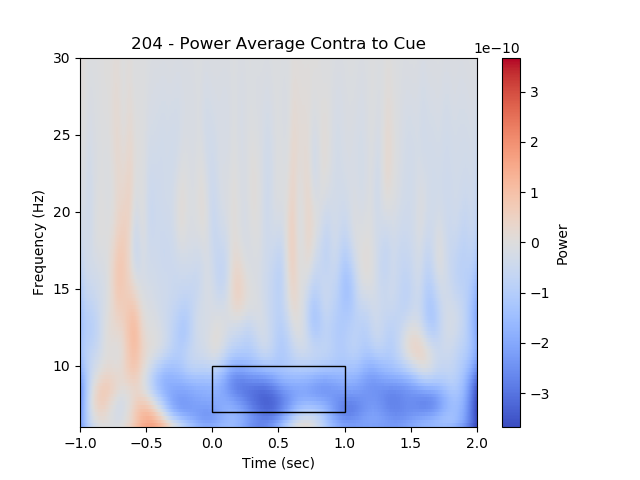 204 - Power Average Contra to Cue
1e−10
30
25
20
15
10
Frequency (Hz)
−1.0 −0.5 0.0 0.5 1.0 1.5 2.0
Time (sec)
3
2
1
0
−1
−2
−3
Power